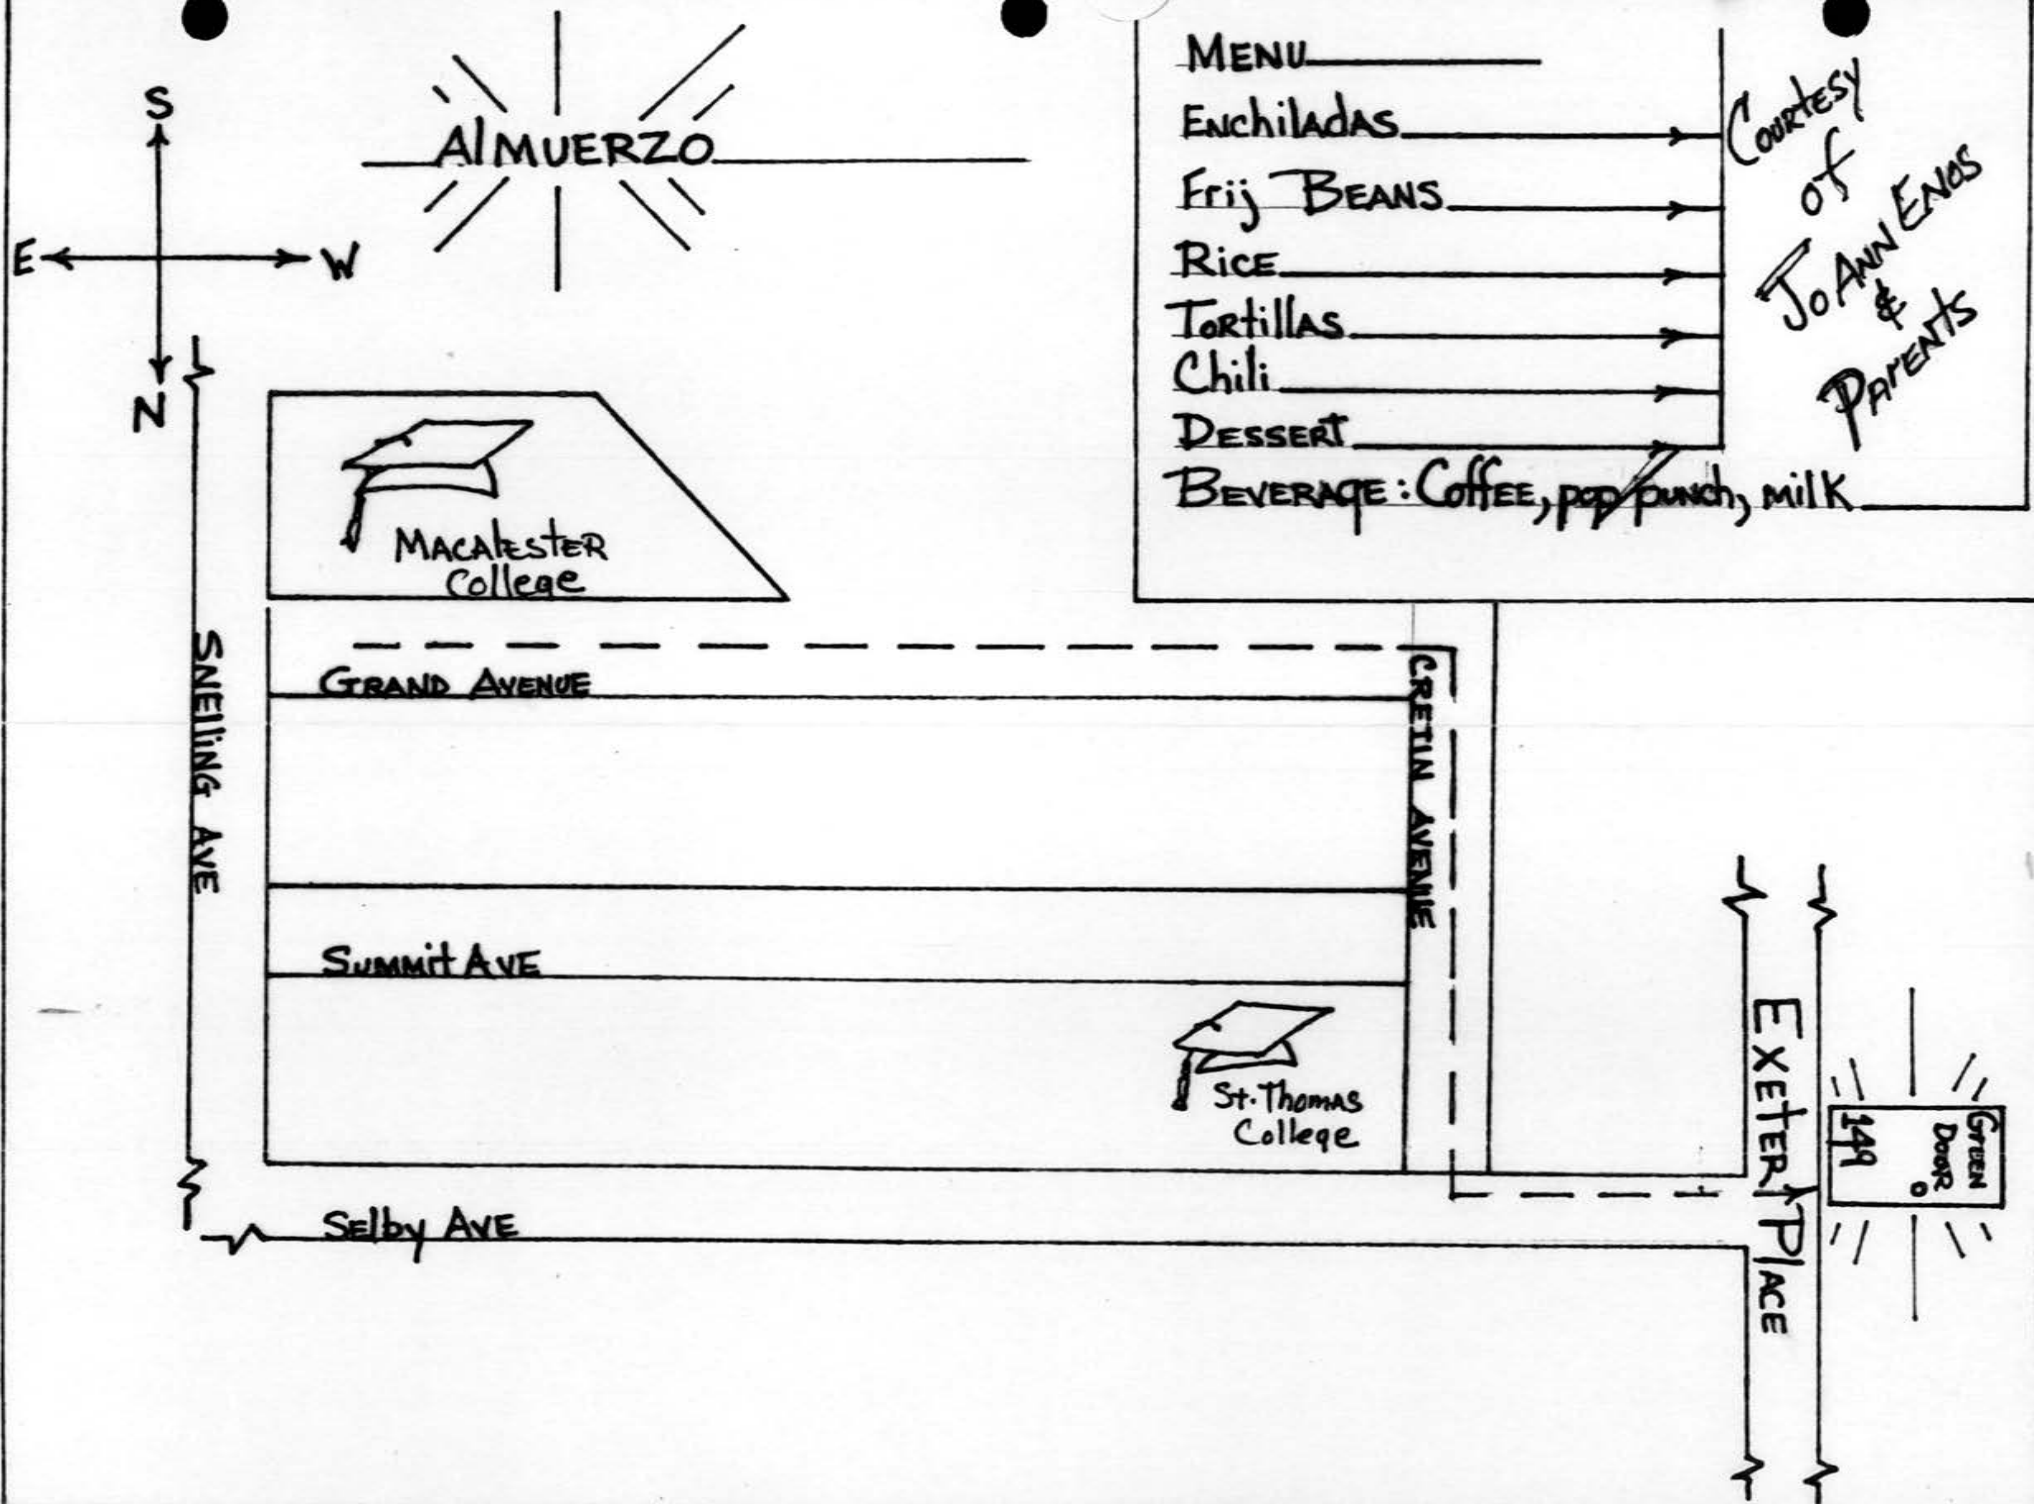 S
E
W
N
AlMUERZO
MENU
ENchiladAS
Frij BEANS
RicE
TortillAS
Chili
DESSERT
BEVERAGE: COffEE, pop/puNch, milK
COURTESY
of
JoANN ENOS
&
PARENTS
MACAlESTER
COllege
SNElliNG AVE
GRAND AVENUE
CRETIN AVENUE
SuMMit AVE
St. ThOMAS
COllege
Selby AVE
EXETER PlACE
149
GREEN
DOOR